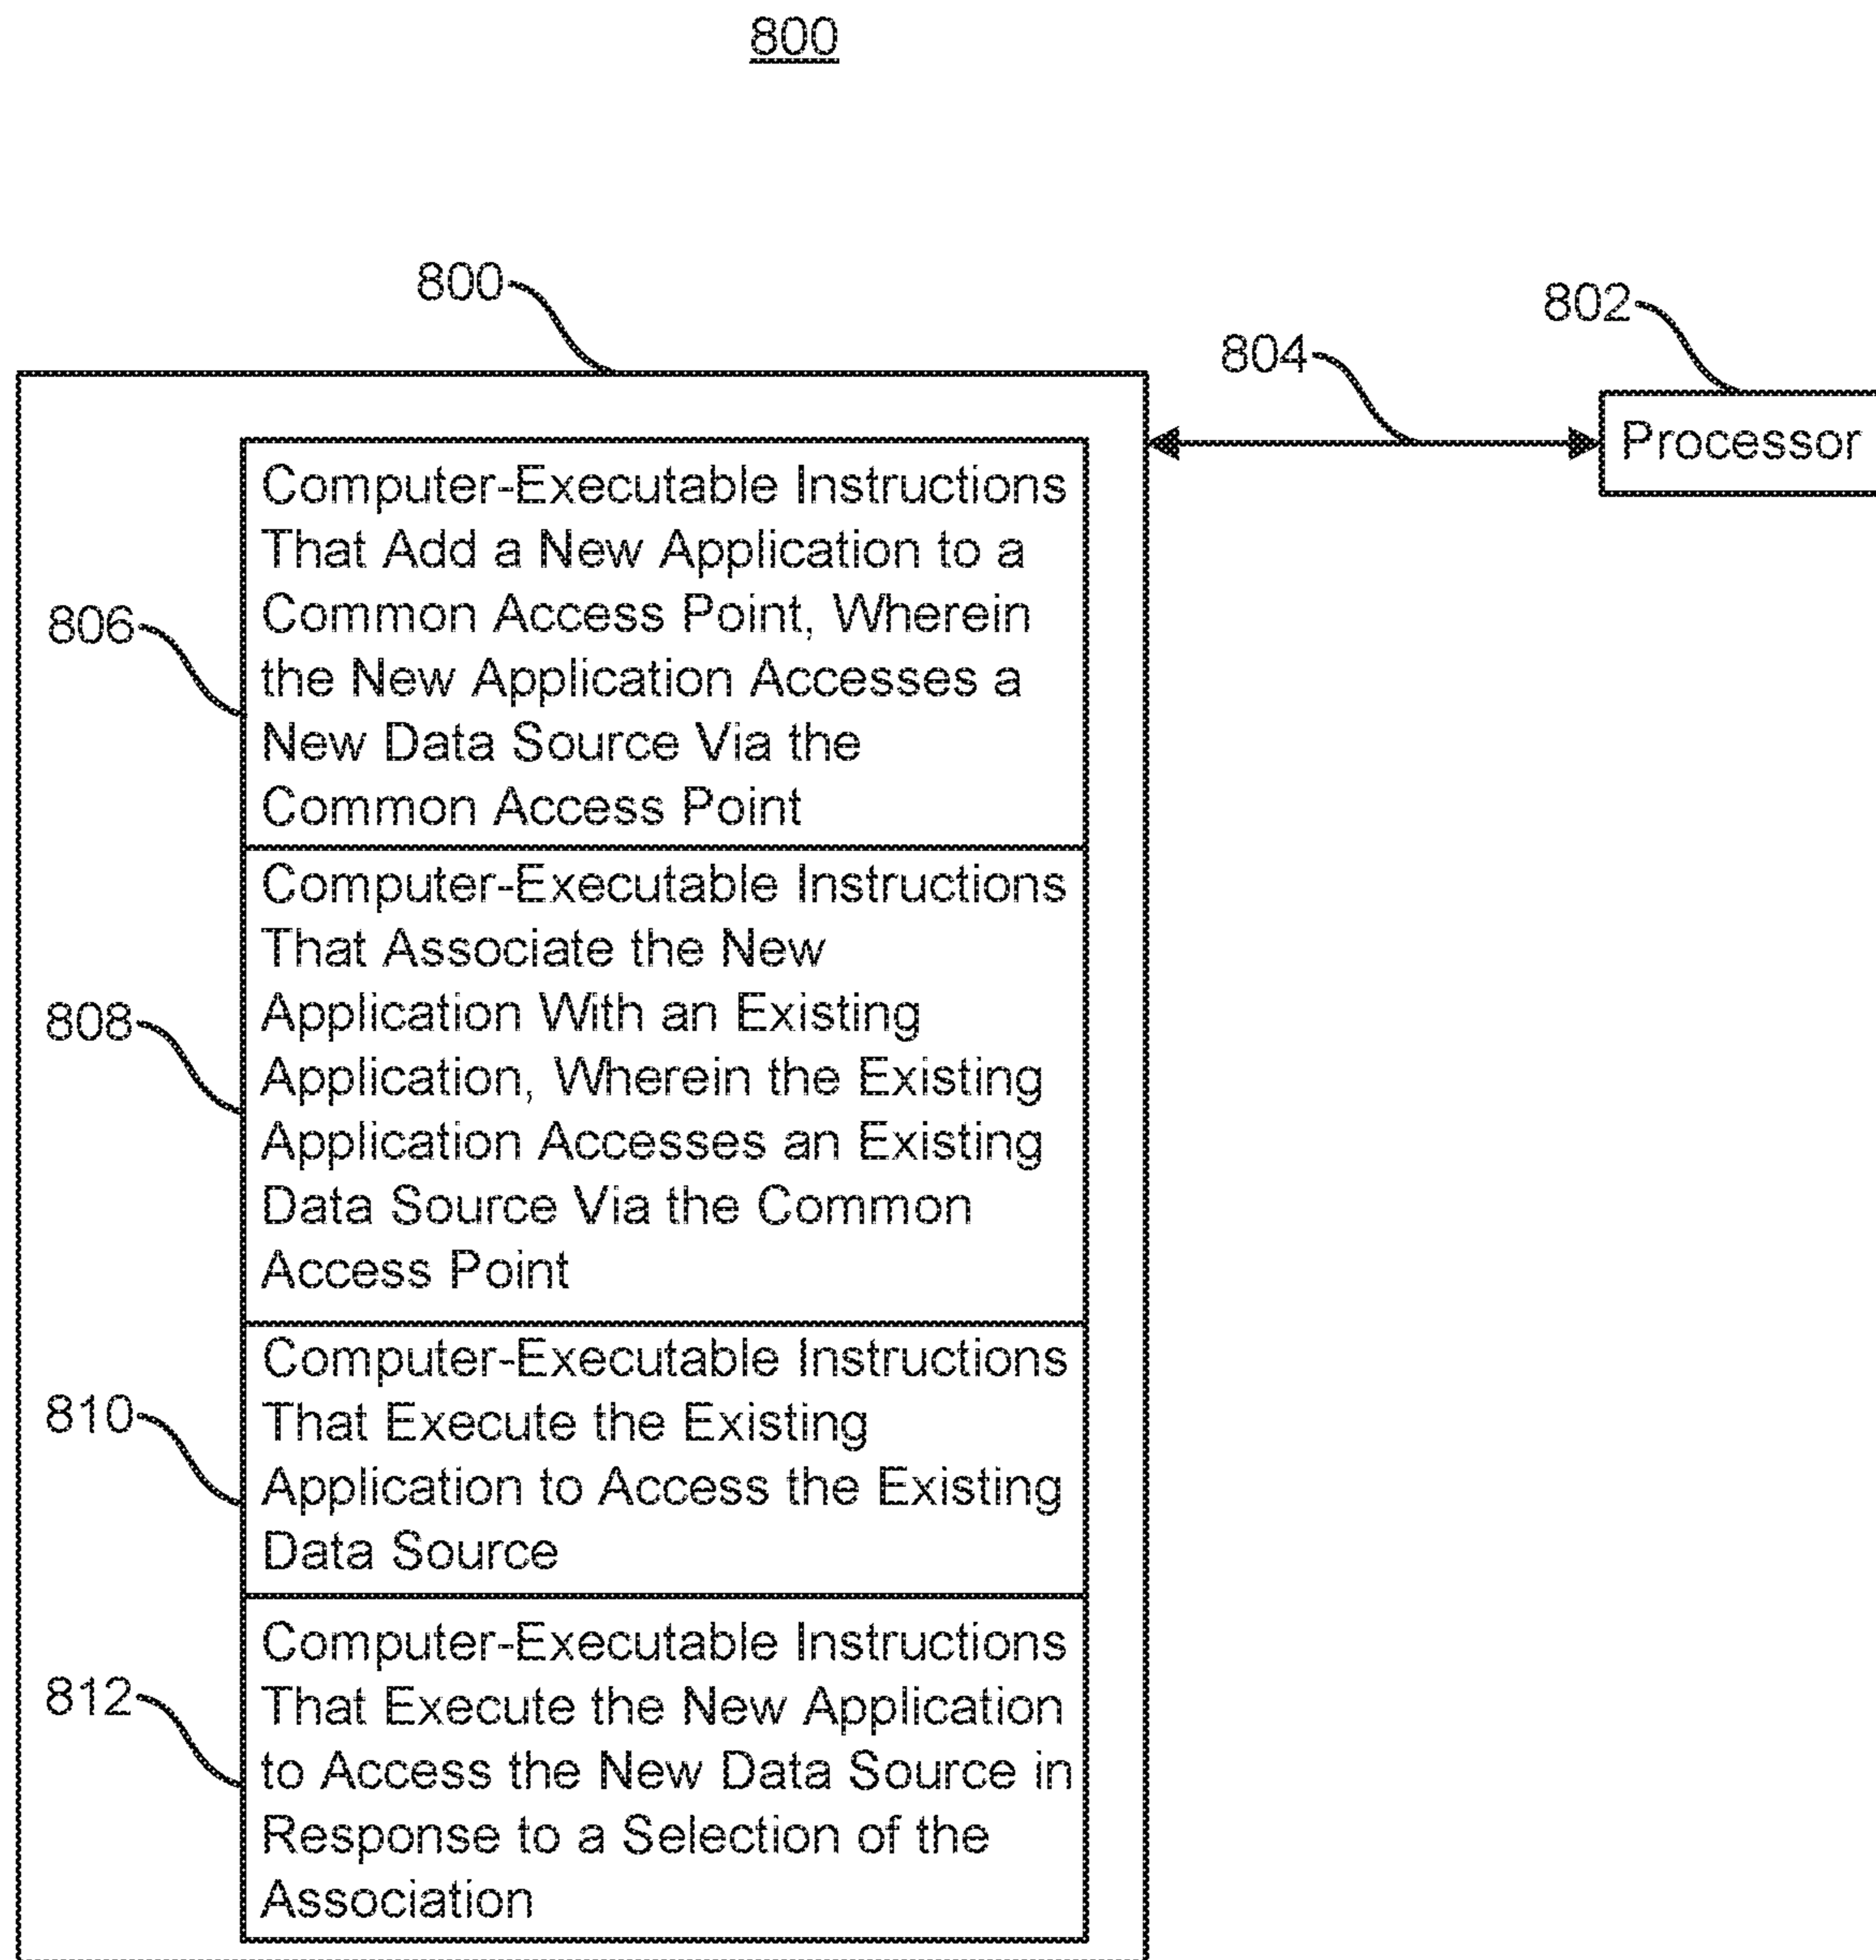 800
800
802
804
Processor
Computer-Executable Instructions
That Add a New Application to a
Common Access Point, Wherein
the New Application Accesses a
New Data Source Via the
Common Access Point
806
Computer-Executable Instructions
That Associate the New
Application With an Existing
Application, Wherein the Existing
Application Accesses an Existing
Data Source Via the Common
Access Point
808
Computer-Executable Instructions
That Execute the Existing
Application to Access the Existing
Data Source
810
Computer-Executable Instructions
That Execute the New Application
to Access the New Data Source in
Response to a Selection of the
Association
812